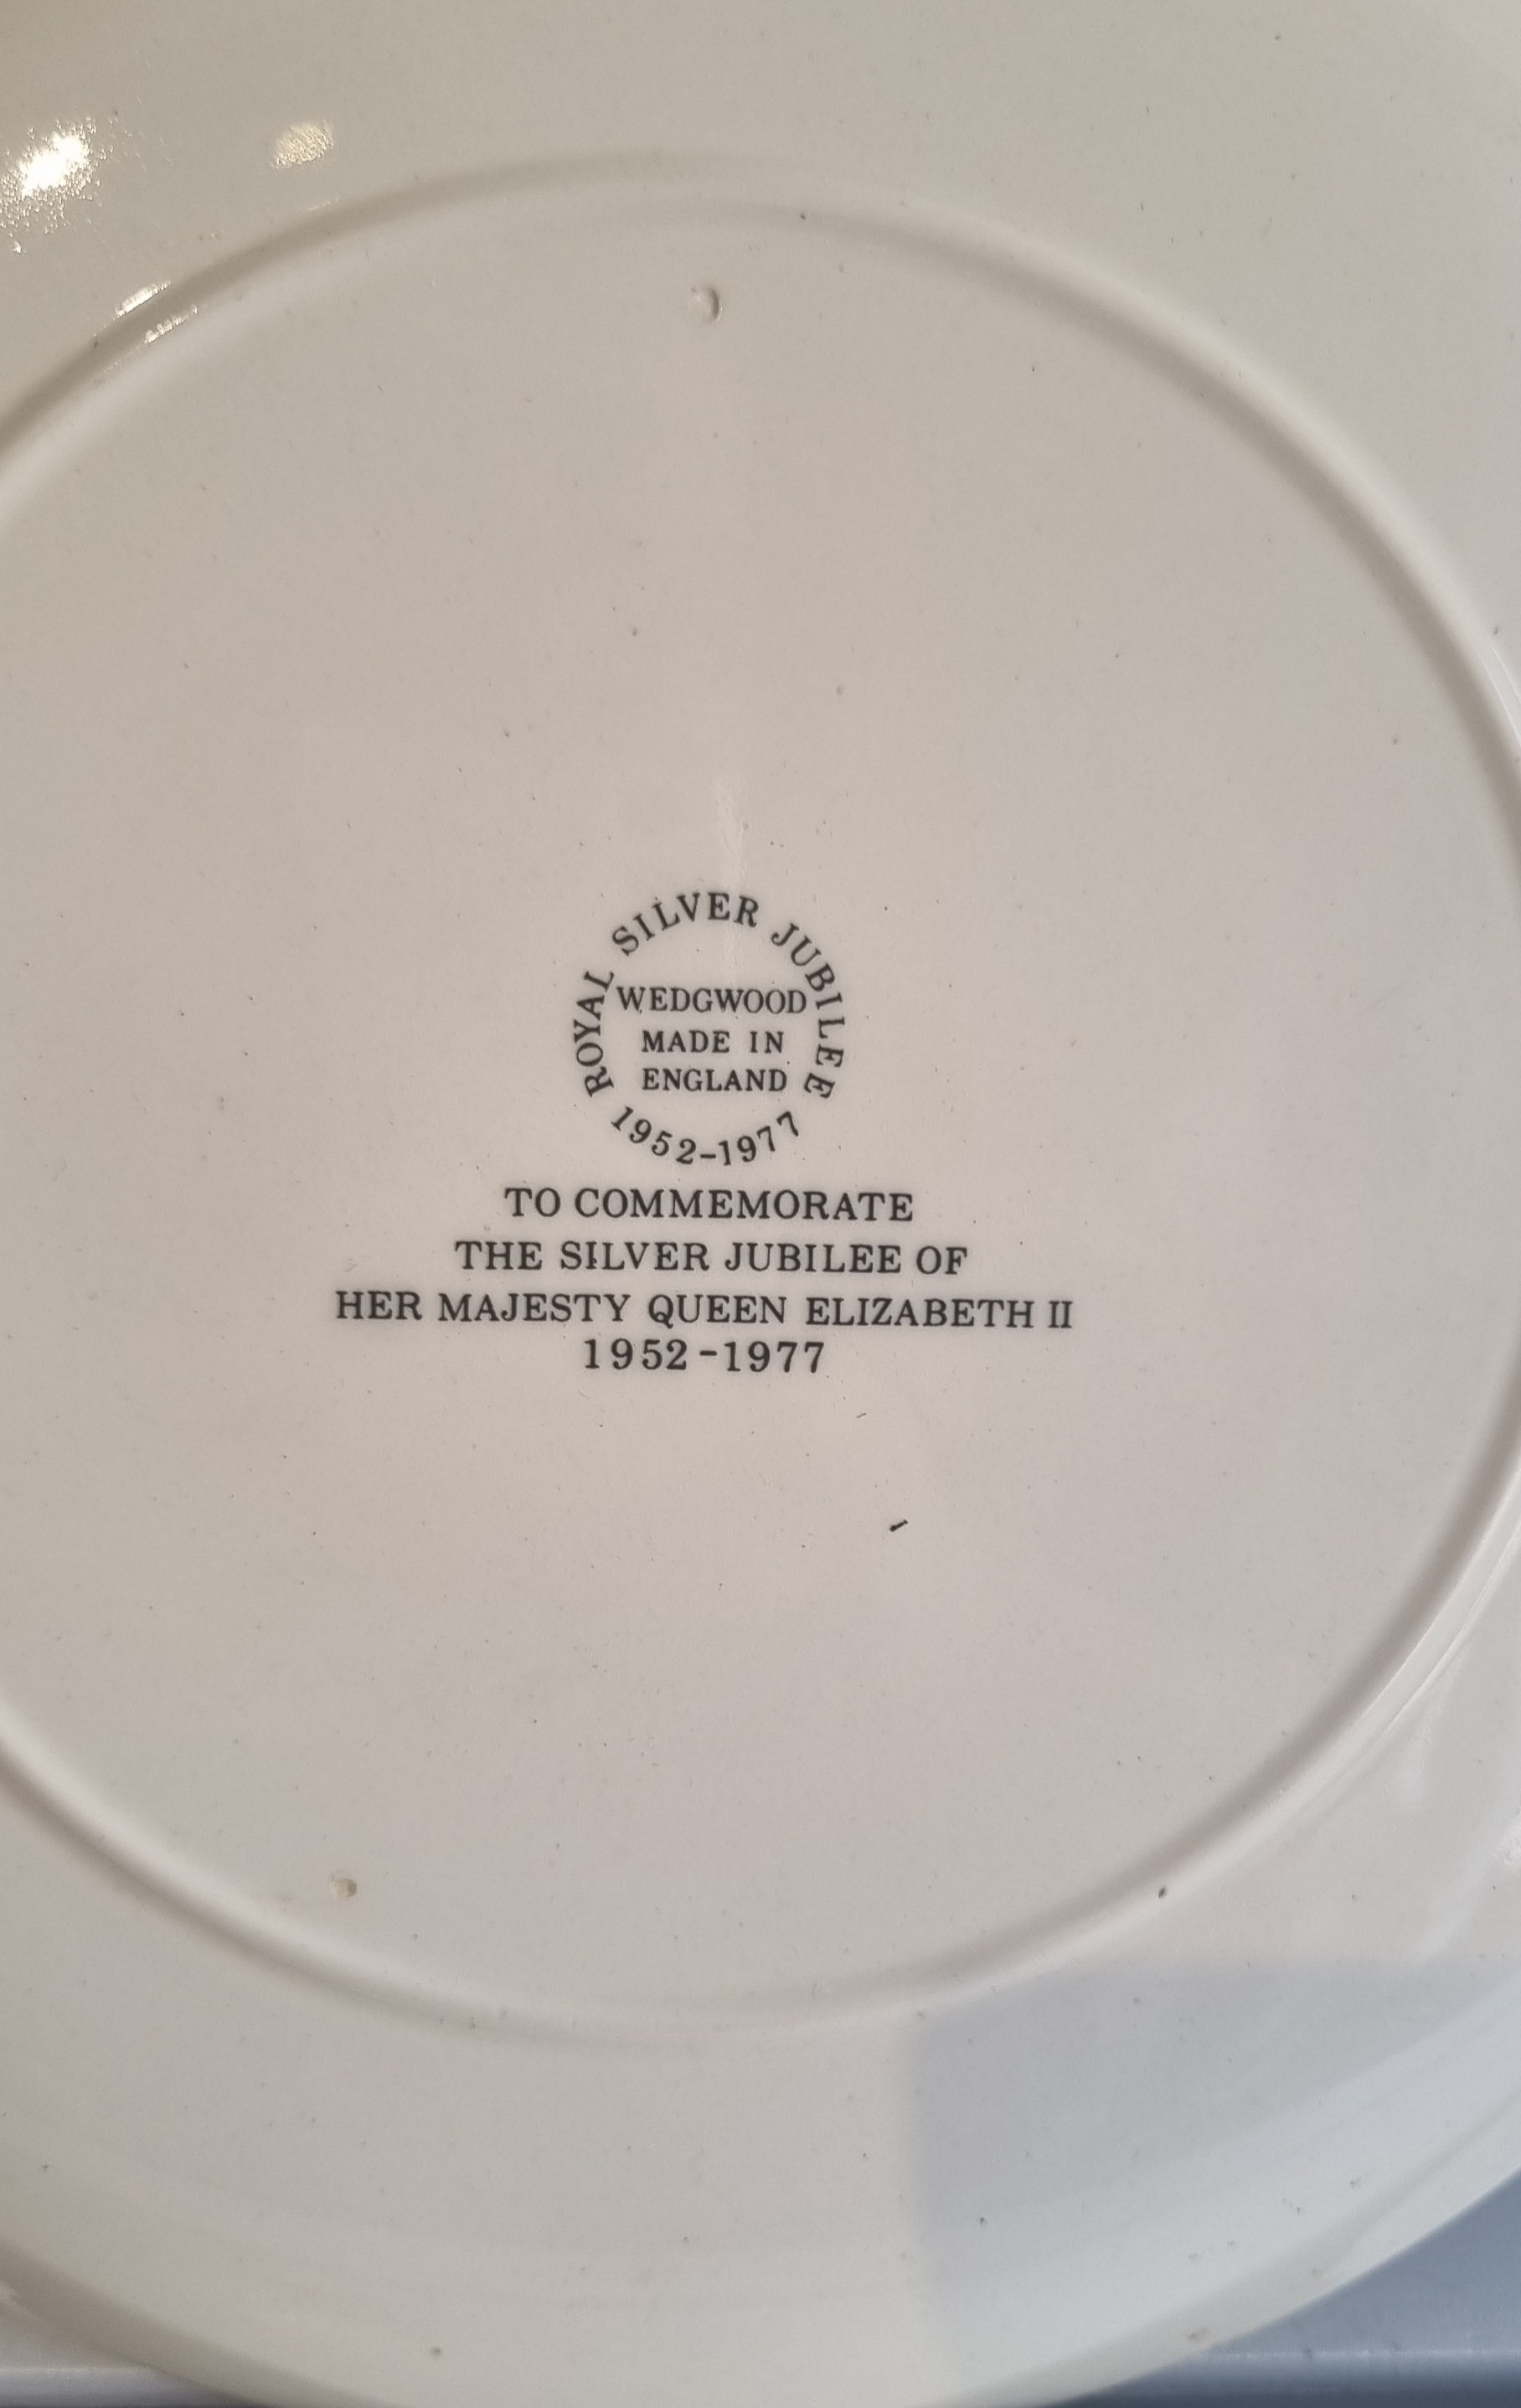 ROYAL SILVER JUBILEE
WEDGWOOD
MADE IN
ENGLAND
1952-1977
TO COMMEMORATE
THE SILVER JUBILEE OF
HER MAJESTY QUEEN ELIZABETH II
1952-1977